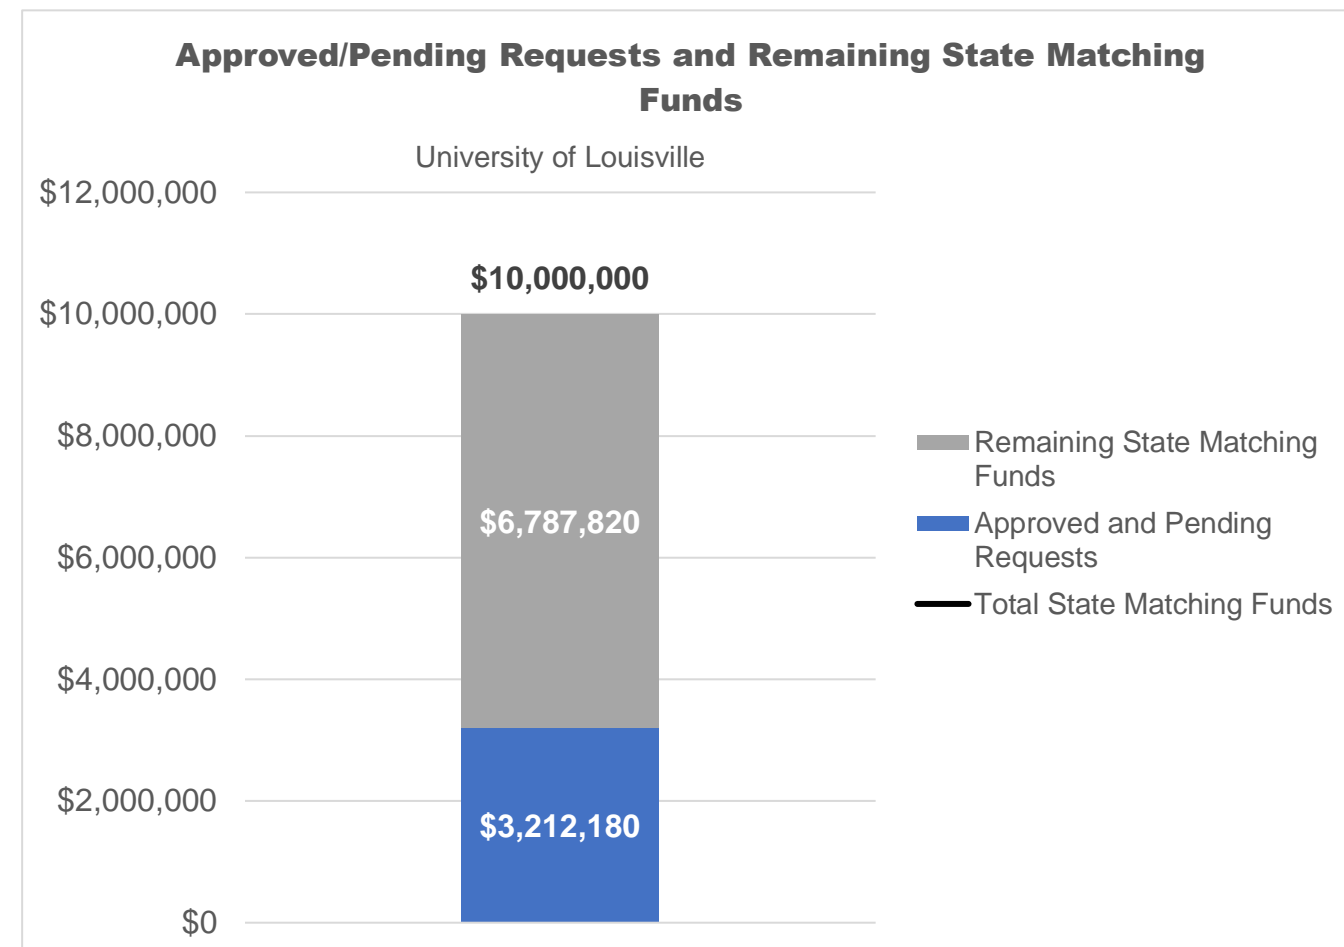 Approved/Pending Requests and Remaining State Matching
Funds
University of Louisville
$12,000,000
$10,000,000
$10,000,000
$8,000,000
$6,787,820
$6,000,000
$4,000,000
$2,000,000
$3,212,180
$0
Remaining State Matching
Funds
Approved and Pending
Requests
Total State Matching Funds